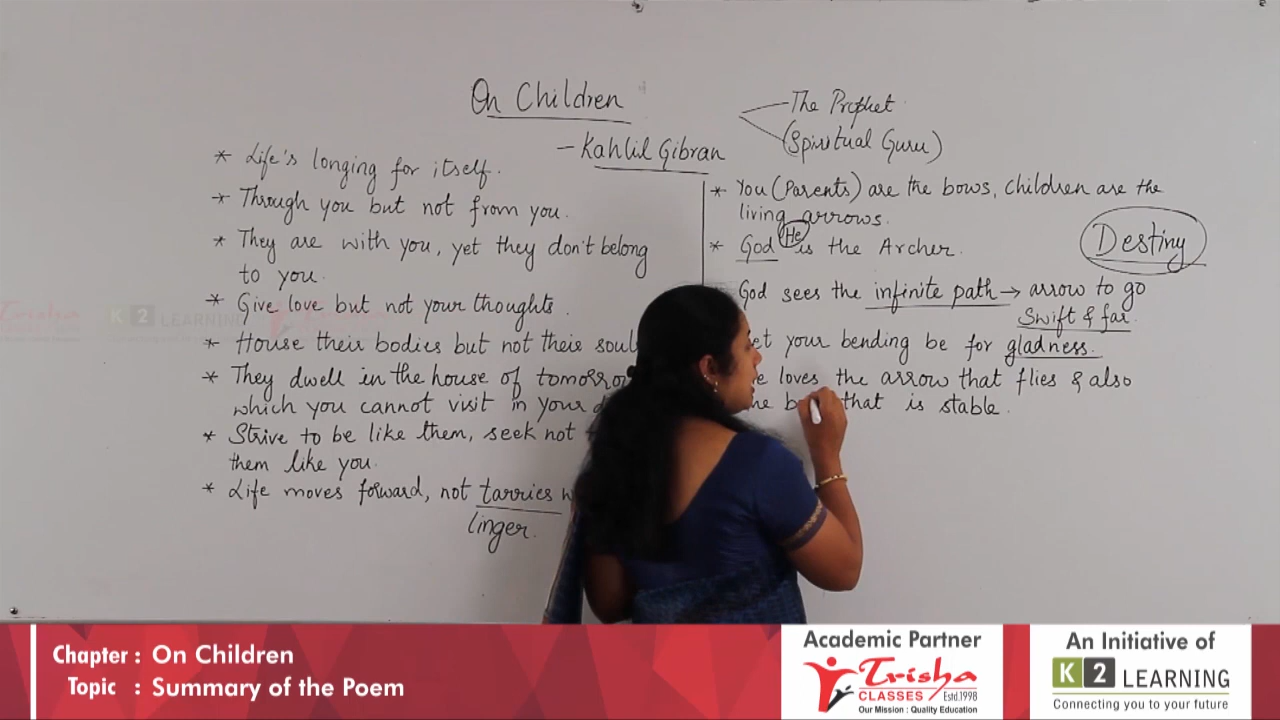 On Children
- Kahlil Gibran
The Prophet
(Spiritual Guru)
* Life's longing for itself.
* Through you but not from you.
* They are with you, yet they don't belong
to you.
* Give love but not your thoughts.
* House their bodies but not their
* They dwell in the house of
which you cannot visit in your
* Strive to be like them, seek not
them like you.
* Life moves forward, not tarries
linger.
* You (Parents) are the bows, children are the
living arrows.
* God (He) is the Archer.
Destiny
God sees the infinite path → arrow to go
Swift & far.
your bending be for gladness.
loves the arrow that flies & also
that is stable.
K2 LEARNING
Chapter : On Children
Topic : Summary of the Poem
Academic Partner
Trisha
CLASSES Estd.1998
Our Mission : Quality Education
An Initiative of
K2 LEARNING
Connecting you to your future